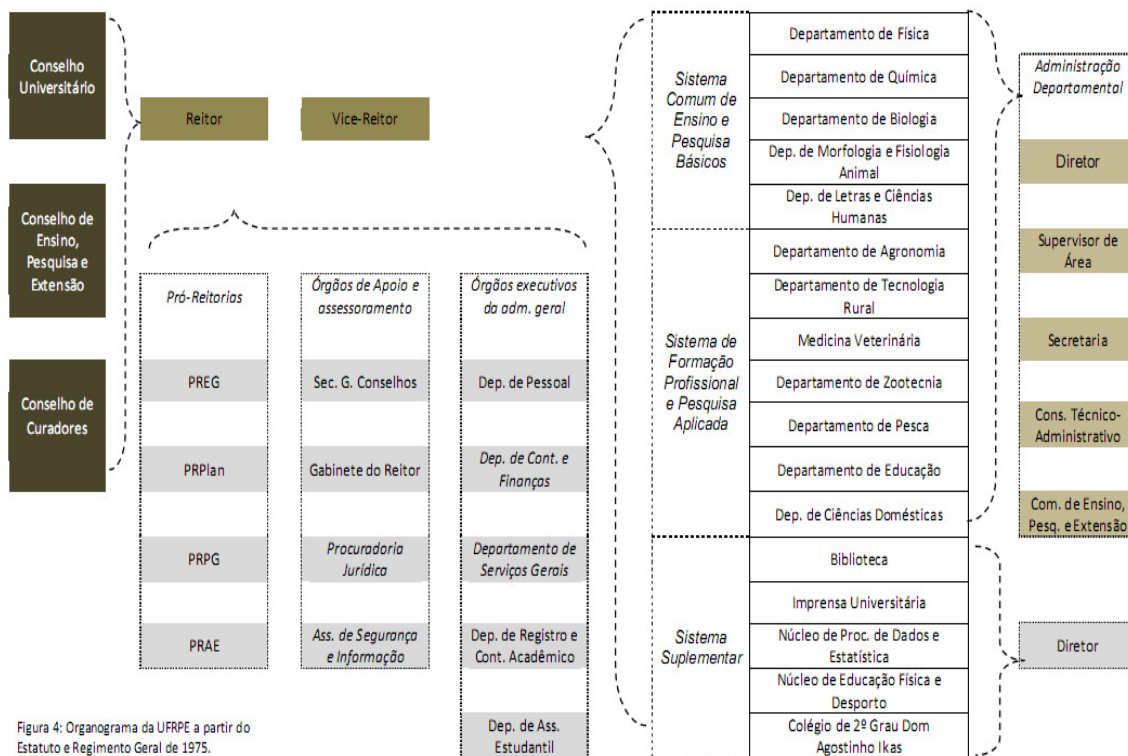 Conselho
Universitário
Conselho de
Ensino,
Pesquisa e
Extensão
Conselho de
Curadores
Reitor
Vice-Reitor
Pró-Reitorias
PREG
PRPlan
PRPG
PRAE
Órgãos de Apoio e
assessoramento
Sec. G. Conselhos
Gabinete do Reitor
Procuradoria
Jurídica
Ass. de Segurança
e Informação
Órgãos executivos
da adm. geral
Dep. de Pessoal
Dep. de Cont. e
Finanças
Departamento de
Serviços Gerais
Dep. de Registro e
Cont. Acadêmico
Dep. de Ass.
Estudantil
Sistema
Comum de
Ensino e
Pesquisa
Básicos
Departamento de Física
Departamento de Química
Departamento de Biologia
Dep. de Morfologia e Fisiologia
Animal
Dep. de Letras e Ciências
Humanas
Sistema de
Formação
Profissional
e Pesquisa
Aplicada
Departamento de Agronomia
Departamento de Tecnologia
Rural
Medicina Veterinária
Departamento de Zootecnia
Departamento de Pesca
Departamento de Educação
Dep. de Ciências Domésticas
Sistema
Suplementar
Biblioteca
Imprensa Universitária
Núcleo de Proc. de Dados e
Estatística
Núcleo de Educação Física e
Desporto
Colégio de 2º Grau Dom
Agostinho Ikas
Administração
Departamental
Diretor
Supervisor de
Área
Secretaria
Cons. Técnico-
Administrativo
Com. de Ensino,
Pesq. e Extensão
Diretor
Figura 4: Organograma da UFRPE a partir do
Estatuto e Regimento Geral de 1975.